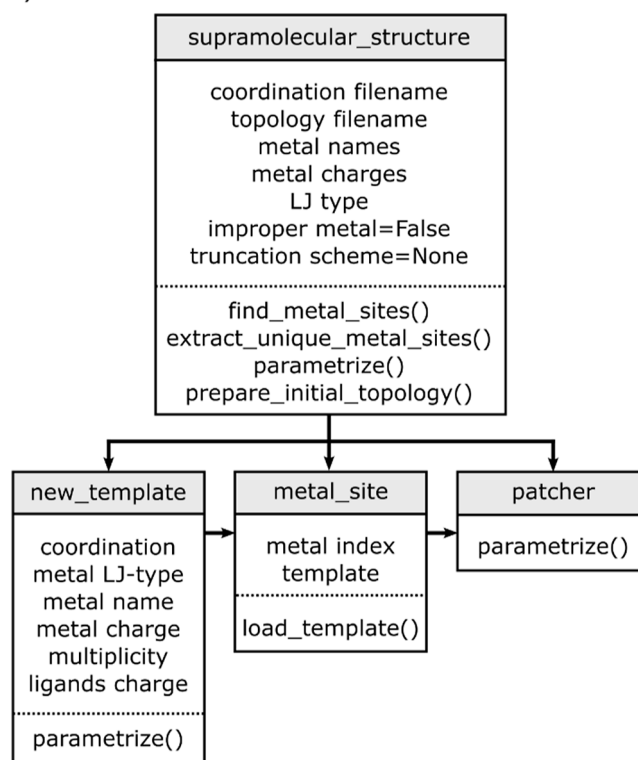 supramolecular_structure
coordination filename
topology filename
metal names
metal charges
LJ type
improper metal=False
truncation scheme=None
find_metal_sites()
extract_unique_metal_sites()
parametrize()
prepare_initial_topology()
new_template
coordination
metal LJ-type
metal name
metal charge
multiplicity
ligands charge
parametrize()
metal_site
metal index
template
load_template()
patcher
parametrize()